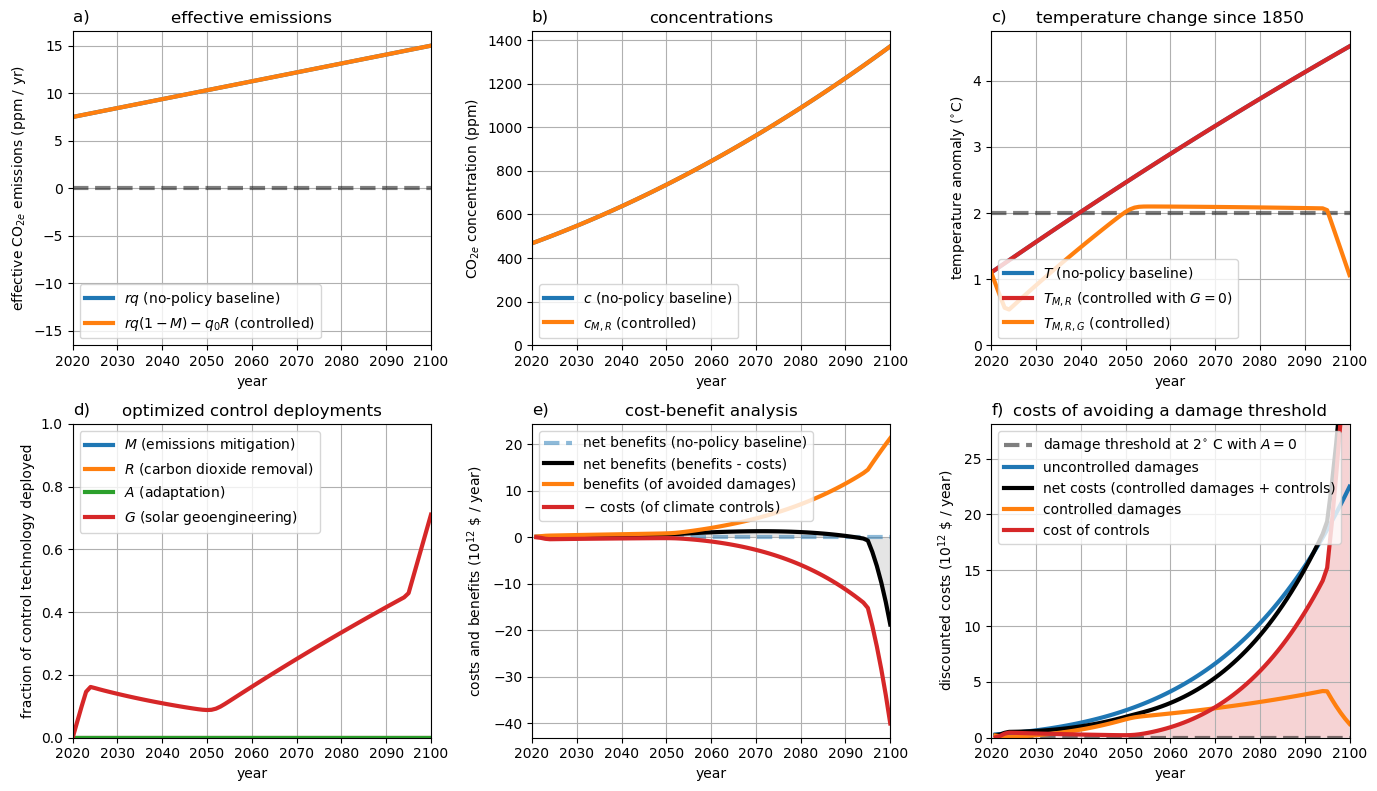 a)
effective emissions
effective CO2e emissions (ppm / yr)
15
10
5
0
−5
−10
−15
rq (no-policy baseline)
rq(1 − M) − q0R (controlled)
2020 2030 2040 2050 2060 2070 2080 2090 2100
year
b)
concentrations
CO2e concentration (ppm)
1400
1200
1000
800
600
400
200
0
c (no-policy baseline)
cM, R (controlled)
2020 2030 2040 2050 2060 2070 2080 2090 2100
year
c)
temperature change since 1850
temperature anomaly (°C)
4
3
2
1
0
T (no-policy baseline)
TM, R (controlled with G = 0)
TM, R, G (controlled)
2020 2030 2040 2050 2060 2070 2080 2090 2100
year
d)
optimized control deployments
fraction of control technology deployed
1.0
0.8
0.6
0.4
0.2
0.0
M (emissions mitigation)
R (carbon dioxide removal)
A (adaptation)
G (solar geoengineering)
2020 2030 2040 2050 2060 2070 2080 2090 2100
year
e)
cost-benefit analysis
costs and benefits (10^12 $ / year)
20
10
0
−10
−20
−30
−40
net benefits (no-policy baseline)
net benefits (benefits - costs)
benefits (of avoided damages)
− costs (of climate controls)
2020 2030 2040 2050 2060 2070 2080 2090 2100
year
f)
costs of avoiding a damage threshold
discounted costs (10^12 $ / year)
25
20
15
10
5
0
damage threshold at 2° C with A = 0
uncontrolled damages
net costs (controlled damages + controls)
controlled damages
cost of controls
2020 2030 2040 2050 2060 2070 2080 2090 2100
year